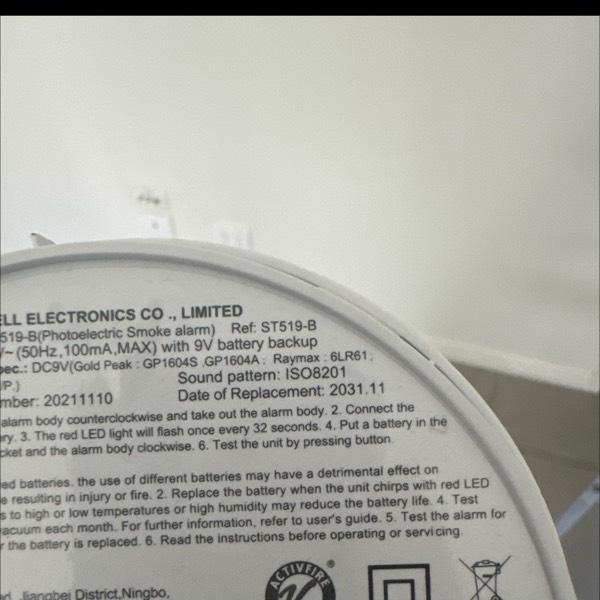 ELL ELECTRONICS CO ., LIMITED
519-B(Photoelectric Smoke alarm) Ref: ST519-B
/~ (50Hz,100mA,MAX) with 9V battery backup
pec.: DC9V(Gold Peak : GP1604S ,GP1604A ; Raymax : 6LR61 ;
/P.) Sound pattern: ISO8201
mber: 20211110 Date of Replacement: 2031.11
alarm body counterclockwise and take out the alarm body. 2. Connect the
ery. 3. The red LED light will flash once every 32 seconds. 4. Put a battery in the
cket and the alarm body clockwise. 6. Test the unit by pressing button.
ed batteries. the use of different batteries may have a detrimental effect on
e resulting in injury or fire. 2. Replace the battery when the unit chirps with red LED
s to high or low temperatures or high humidity may reduce the battery life. 4. Test
vacuum each month. For further information, refer to user's guide. 5. Test the alarm for
r the battery is replaced. 6. Read the instructions before operating or servicing.
Jiangbei District,Ningbo,
ACTIVFIRE ®